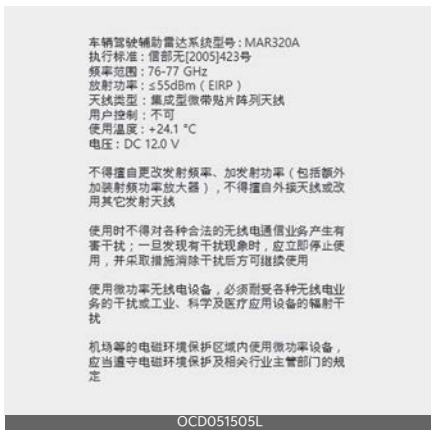 车辆驾驶辅助雷达系统型号：MAR320A
执行标准：信部无[2005]423号
频率范围：76-77 GHz
放射功率：≤55dBm（EIRP）
天线类型：集成型微带贴片阵列天线
用户控制：不可
使用温度：+24.1 °C
电压：DC 12.0 V
不得擅自更改发射频率、加发射功率（包括额外
加装射频功率放大器），不得擅自外接天线或改
用其它发射天线
使用时不得对各种合法的无线电通信业务产生有
害干扰；一旦发现有干扰现象时，应立即停止使
用，并采取措施消除干扰后方可继续使用
使用微功率无线电设备，必须耐受各种无线电业
务的干扰或工业、科学及医疗应用设备的辐射干
扰
机场等的电磁环境保护区域内使用微功率设备，
应当遵守电磁环境保护及相关行业主管部门的规
定
OCD051505L